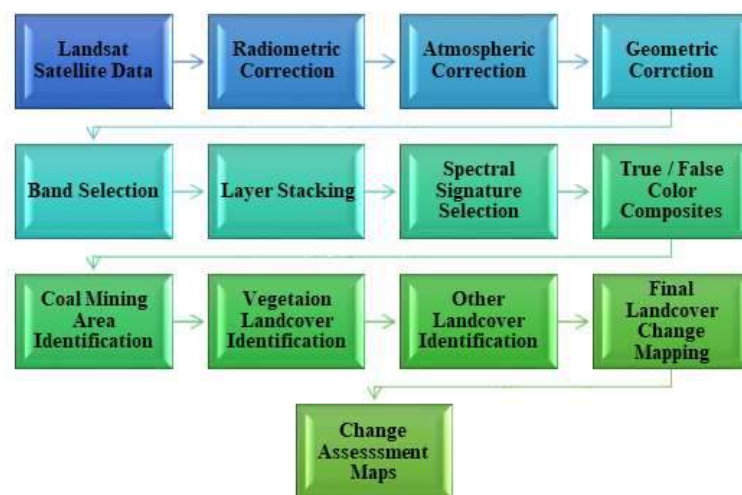 Landsat
Satellite Data
Radiometric
Correction
Atmospheric
Correction
Geometric
Corrction
Band Selection
Layer Stacking
Spectral
Signature
Selection
True / False
Color
Composites
Coal Mining
Area
Identification
Vegetaion
Landcover
Identification
Other
Landcover
Identification
Final
Landcover
Change
Mapping
Change
Assesssment
Maps